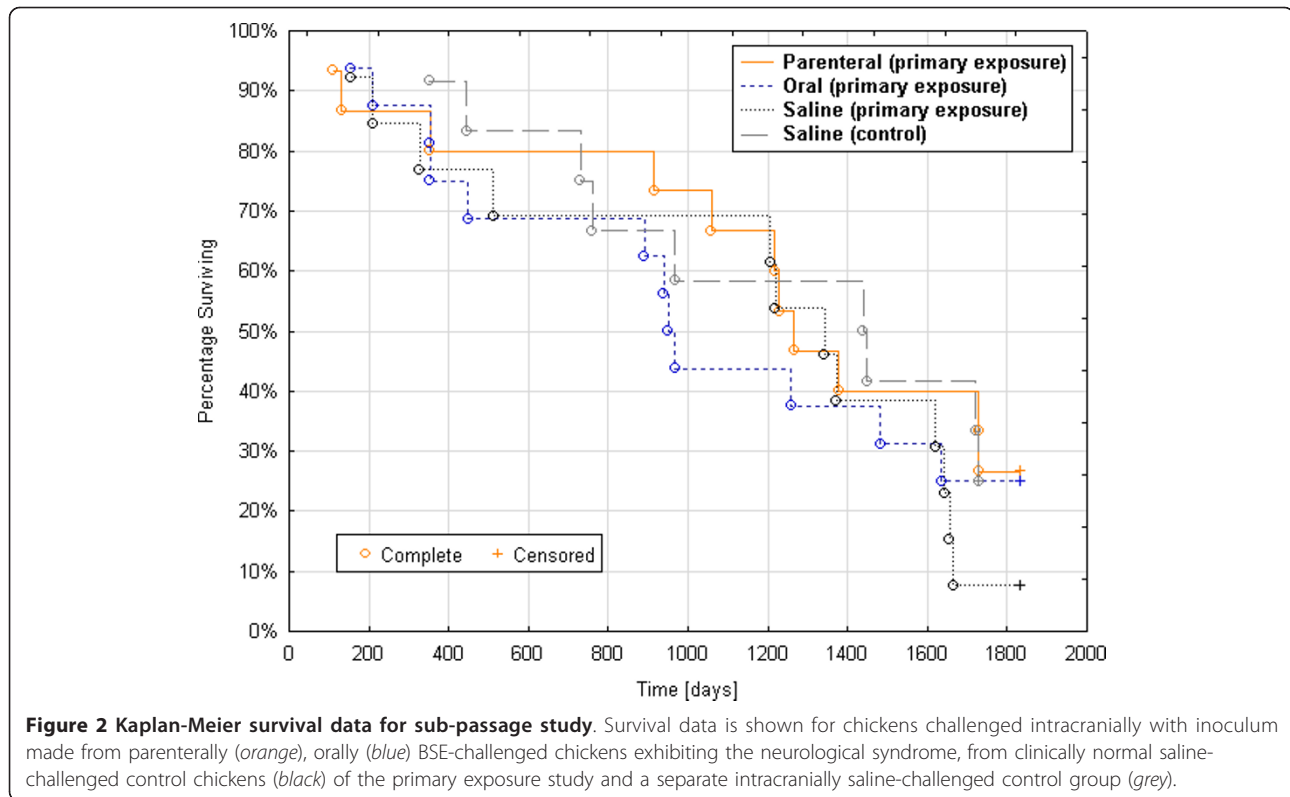 100%
90%
80%
70%
60%
50%
40%
30%
20%
10%
0%
Percentage Surviving
Parenteral (primary exposure)
Oral (primary exposure)
Saline (primary exposure)
Saline (control)
Complete
Censored
0 200 400 600 800 1000 1200 1400 1600 1800 2000
Time [days]
Figure 2 Kaplan-Meier survival data for sub-passage study. Survival data is shown for chickens challenged intracranially with inoculum
made from parenterally (orange), orally (blue) BSE-challenged chickens exhibiting the neurological syndrome, from clinically normal saline-
challenged control chickens (black) of the primary exposure study and a separate intracranially saline-challenged control group (grey).